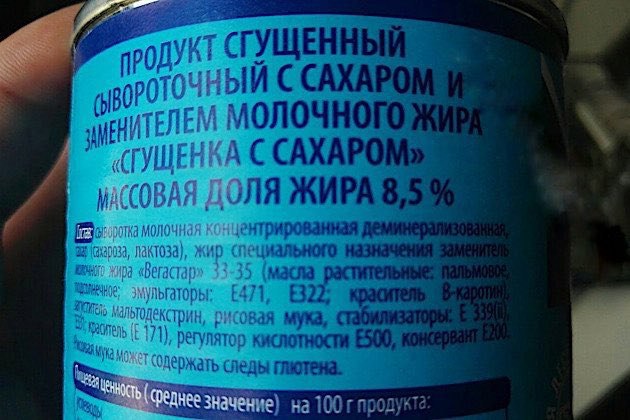 ПРОДУКТ СГУЩЕННЫЙ
СЫВОРОТОЧНЫЙ С САХАРОМ И
ЗАМЕНИТЕЛЕМ МОЛОЧНОГО ЖИРА
«СГУЩЕНКА С САХАРОМ»
МАССОВАЯ ДОЛЯ ЖИРА 8,5 %
Состав: сыворотка молочная концентрированная деминерализованная,
сахар (сахароза, лактоза), жир специального назначения заменитель
молочного жира «Вегастар» 33-35 (масла растительные: пальмовое,
подсолнечное; эмульгаторы: Е471, Е322; краситель В-каротин),
загуститель мальтодекстрин, рисовая мука, стабилизаторы: Е 339(ii),
краситель (Е 171), регулятор кислотности Е500, консервант Е200.
Рисовая мука может содержать следы глютена.
Пищевая ценность ( среднее значение) на 100 г продукта:
углеводы